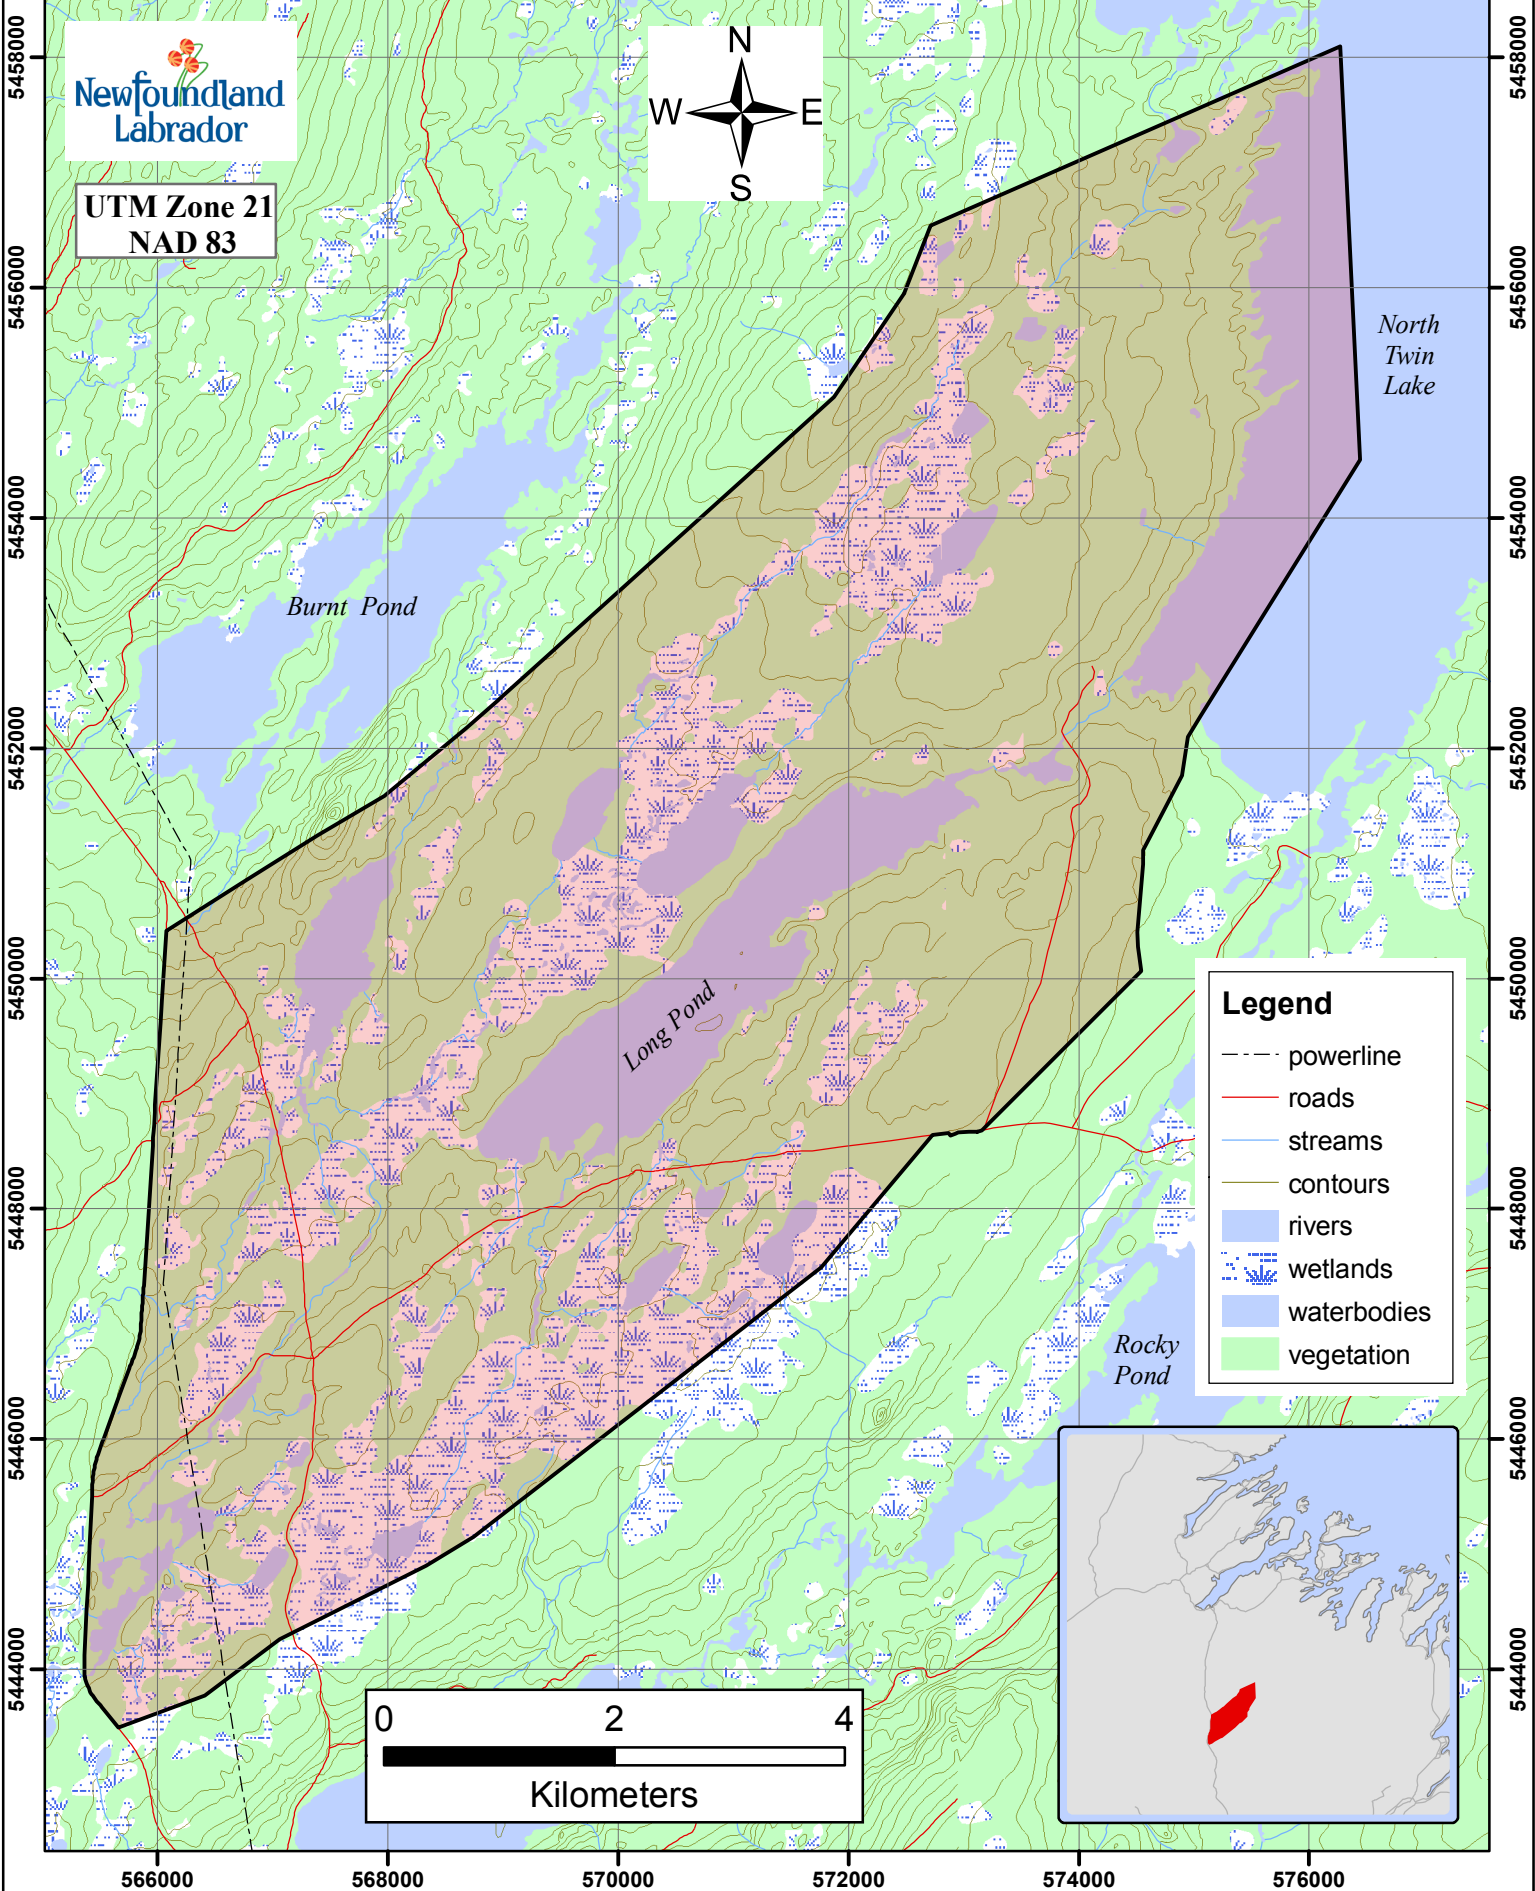 Newfoundland
Labrador
UTM Zone 21
NAD 83
N
W E
S
5458000
5456000
5454000
5452000
5450000
5448000
5446000
5444000
5458000
5456000
5454000
5452000
5450000
5448000
5446000
5444000
North
Twin
Lake
Burnt Pond
Long Pond
Rocky
Pond
Legend
powerline
roads
streams
contours
rivers
wetlands
waterbodies
vegetation
0 2 4
Kilometers
566000 568000 570000 572000 574000 576000